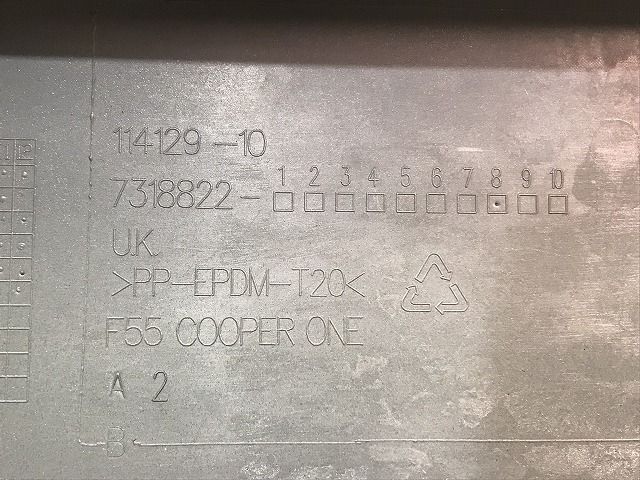 114129-10
1 2 3 4 5 6 7 8 9 10
7318822-
U.K.
>PP-EPDM-T20<
F55 COOPER ONE
A 2
B